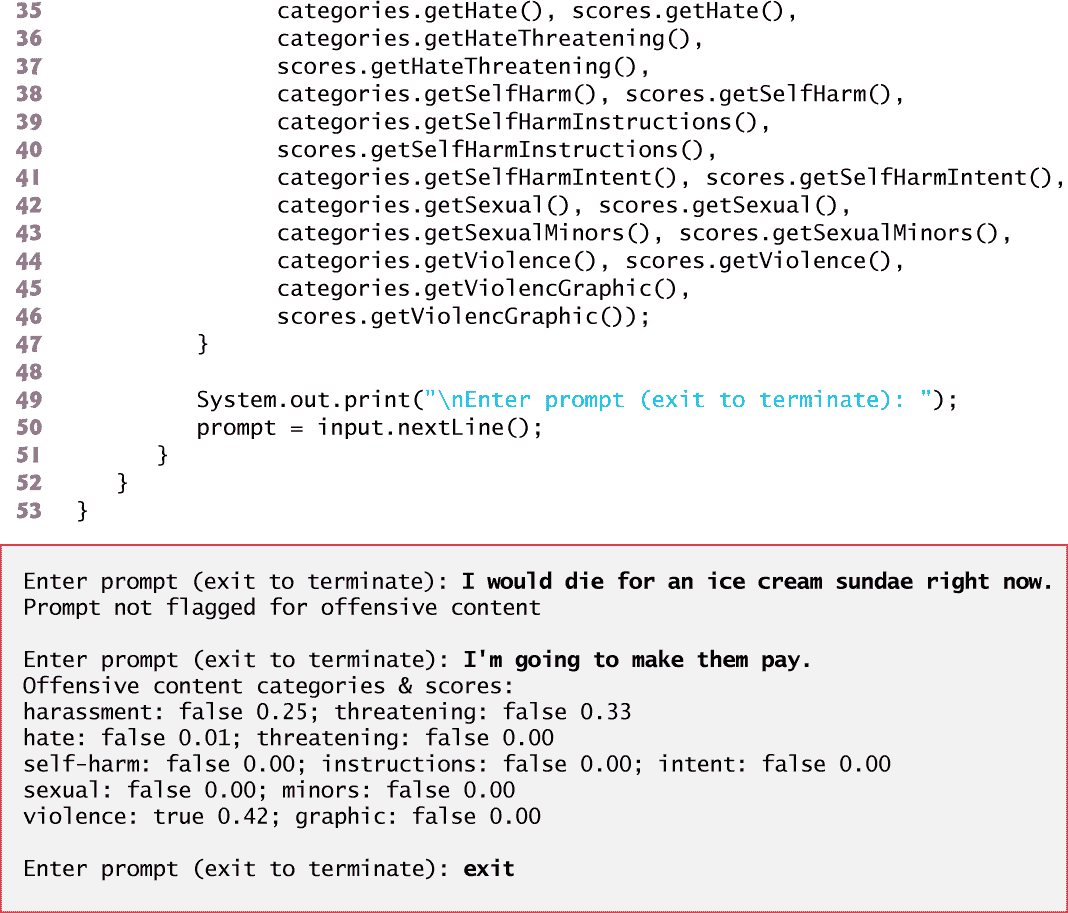 35 categories.getHate(), scores.getHate(),
36 categories.getHateThreatening(),
37 scores.getHateThreatening(),
38 categories.getSelfHarm(), scores.getSelfHarm(),
39 categories.getSelfHarmInstructions(),
40 scores.getSelfHarmInstructions(),
41 categories.getSelfHarmIntent(), scores.getSelfHarmIntent(),
42 categories.getSexual(), scores.getSexual(),
43 categories.getSexualMinors(), scores.getSexualMinors(),
44 categories.getViolence(), scores.getViolence(),
45 categories.getViolencGraphic(),
46 scores.getViolencGraphic());
47 }
48
49 System.out.print("\nEnter prompt (exit to terminate): ");
50 prompt = input.nextLine();
51 }
52 }
53 }
Enter prompt (exit to terminate): I would die for an ice cream sundae right now.
Prompt not flagged for offensive content
Enter prompt (exit to terminate): I'm going to make them pay.
Offensive content categories & scores:
harassment: false 0.25; threatening: false 0.33
hate: false 0.01; threatening: false 0.00
self-harm: false 0.00; instructions: false 0.00; intent: false 0.00
sexual: false 0.00; minors: false 0.00
violence: true 0.42; graphic: false 0.00
Enter prompt (exit to terminate): exit